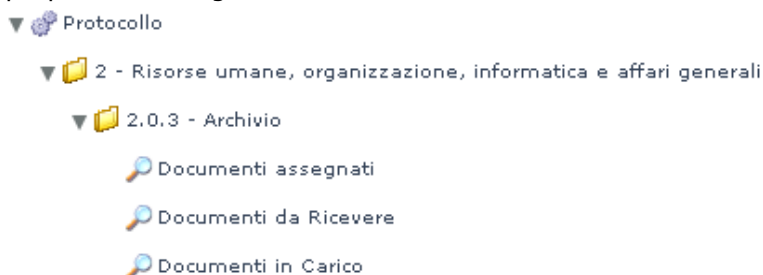 Protocollo
2 - Risorse umane, organizzazione, informatica e affari generali
2.0.3 - Archivio
Documenti assegnati
Documenti da Ricevere
Documenti in Carico